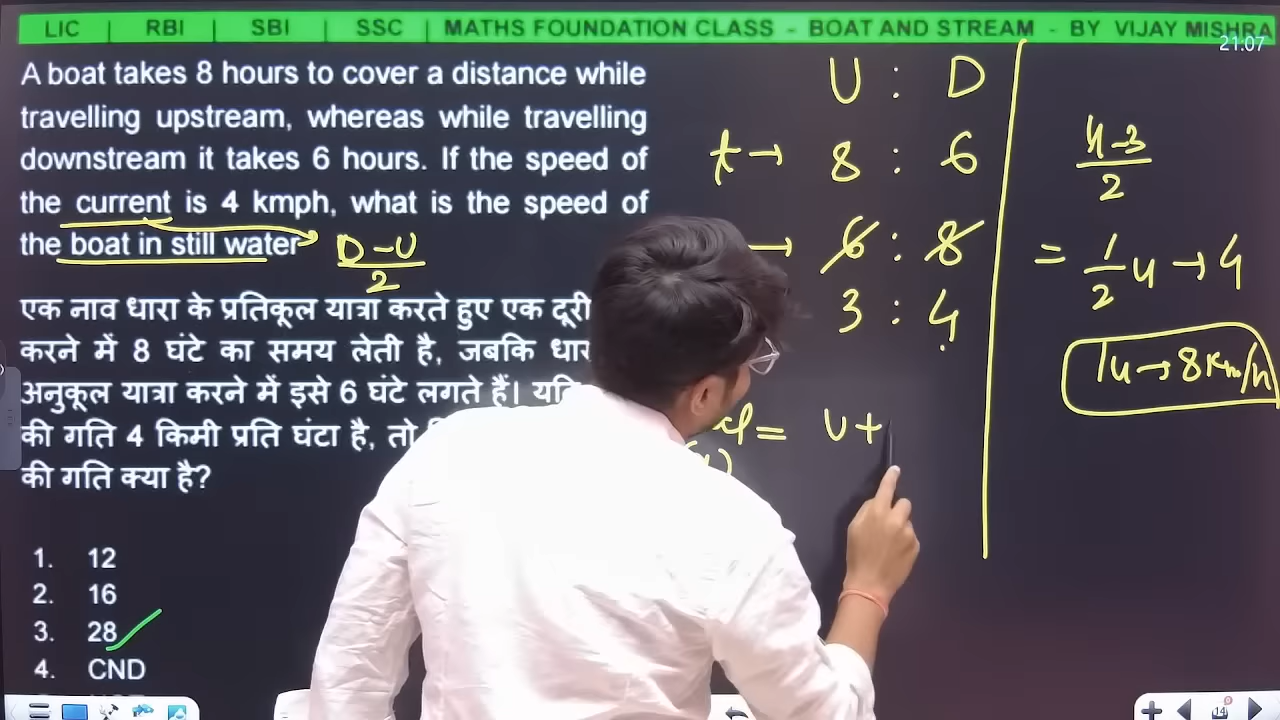 LIC | RBI | SBI | SSC | MATHS FOUNDATION CLASS - BOAT AND STREAM - BY VIJAY MISHRA
21:07
A boat takes 8 hours to cover a distance while
travelling upstream, whereas while travelling
downstream it takes 6 hours. If the speed of
the current is 4 kmph, what is the speed of
the boat in still water
D-U
2
एक नाव धारा के प्रतिकूल यात्रा करते हुए एक दूरी
करने में 8 घंटे का समय लेती है, जबकि
अनुकूल यात्रा करने में इसे 6 घंटे लगते हैं।
की गति 4 किमी प्रति घंटा है, तो
की गति क्या है?
1. 12
2. 16
3. 28
4. CND
U : D
t → 8 : 6
→ 6 : 8
3 : 4
= U+
4-3
2
= 1/2 u → 4
1u → 8 km/h
14